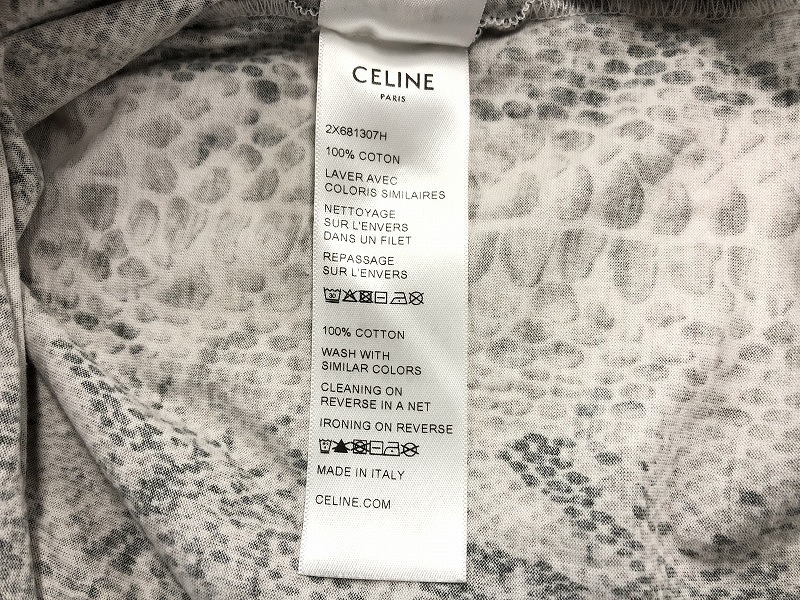 CELINE
PARIS
2X681307H
100% COTON
LAVER AVEC
COLORIS SIMILAIRES
NETTOYAGE
SUR L'ENVERS
DANS UN FILET
REPASSAGE
SUR L'ENVERS
30
100% COTTON
WASH WITH
SIMILAR COLORS
CLEANING ON
REVERSE IN A NET
IRONING ON REVERSE
MADE IN ITALY
CELINE.COM